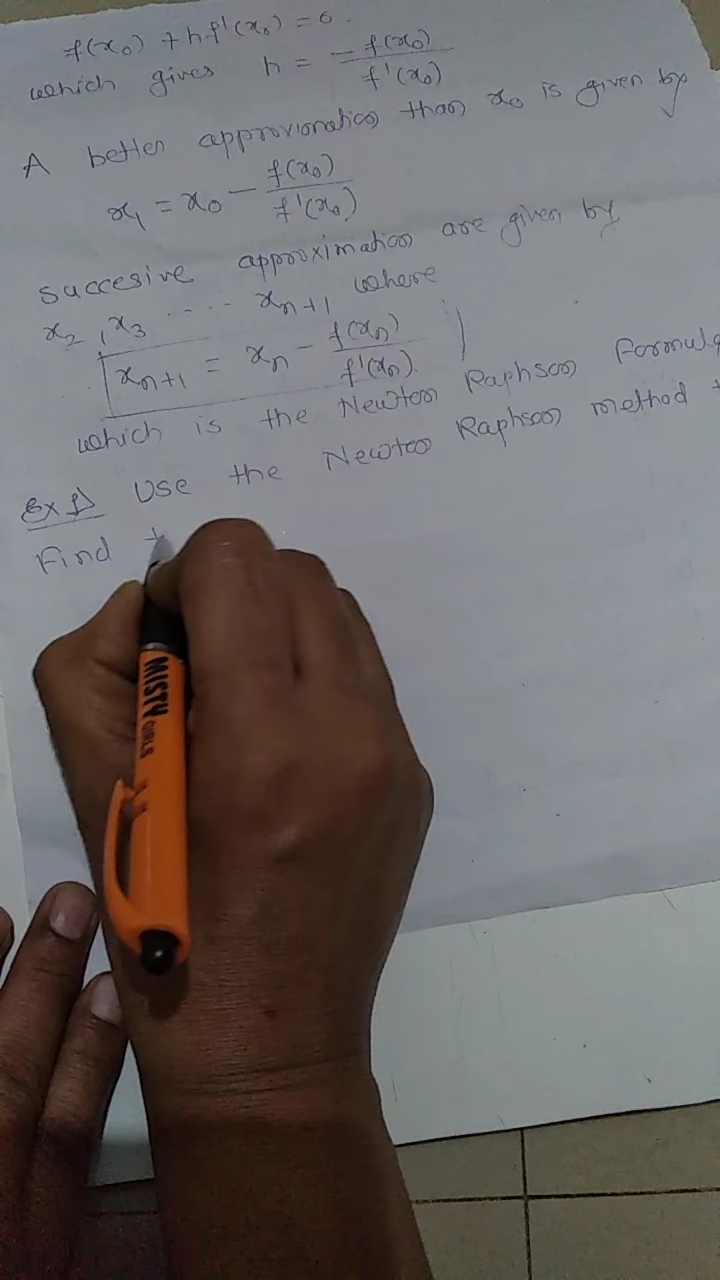 f(x₀) + hf'(x₀) = 0.
which gives h = -f(x₀)/f'(x₀)
A better approximation than x₀ is given by
x₁ = x₀ - f(x₀)/f'(x₀)
succesive approximation are given by
x₂, x₃ ..... xₙ₊₁ where
xₙ₊₁ = xₙ - f(xₙ)/f'(xₙ).
which is the Newton Raphson Formula
Ex 1) Use the Newton Raphson method
Find
MISTY GIRLS